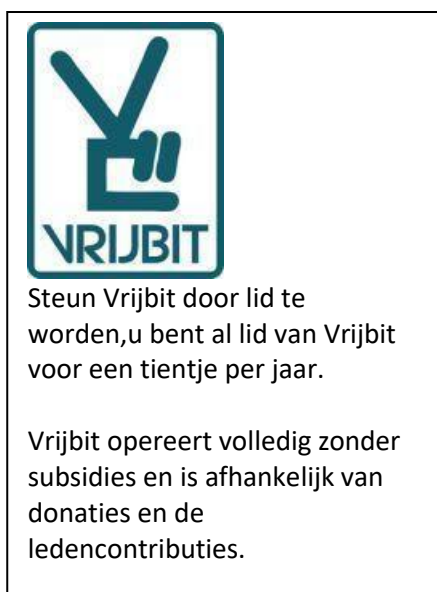 VRIJBIT
Steun Vrijbit door lid te
worden,u bent al lid van Vrijbit
voor een tientje per jaar.
Vrijbit opereert volledig zonder
subsidies en is afhankelijk van
donaties en de
ledencontributies.